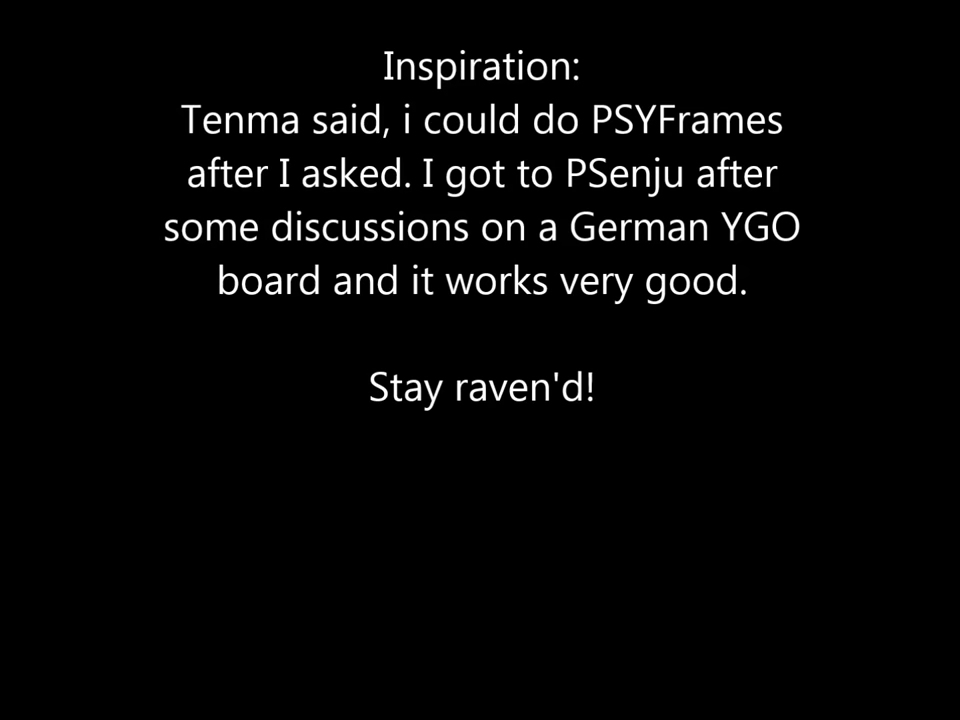 Inspiration:
Tenma said, i could do PSYFrames
after I asked. I got to PSenju after
some discussions on a German YGO
board and it works very good.
Stay raven'd!